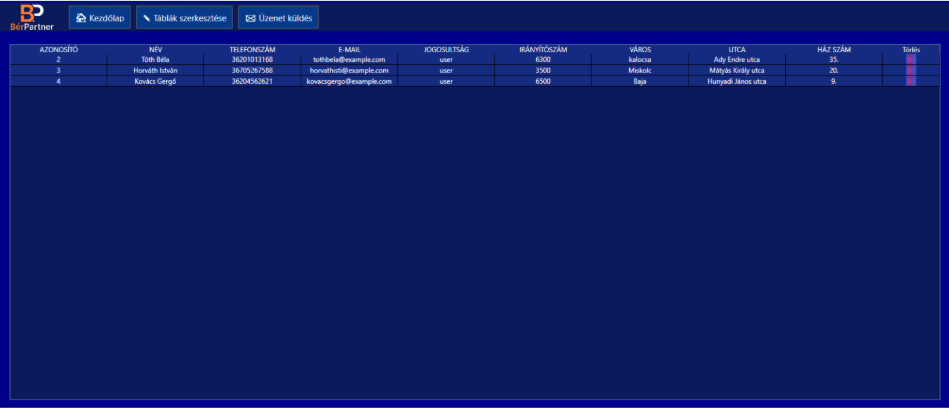 B.P
BérPartner
Kezdőlap
Táblák szerkesztése
Üzenet küldés
AZONOSÍTÓ NÉV TELEFONSZÁM E-MAIL JOGOSULTSÁG IRÁNYÍTÓSZÁM VÁROS UTCA HÁZ SZÁM Törlés
2 Tóth Béla 36201013168 tothbela@example.com user 6300 kalocsa Ady Endre utca 35.
3 Horváth István 36705267588 horvathisti@example.com user 3500 Miskolc Mátyás Király utca 20.
4 Kovács Gergő 36204562621 kovacsgergo@example.com user 6500 Baja Hunyadi János utca 9.